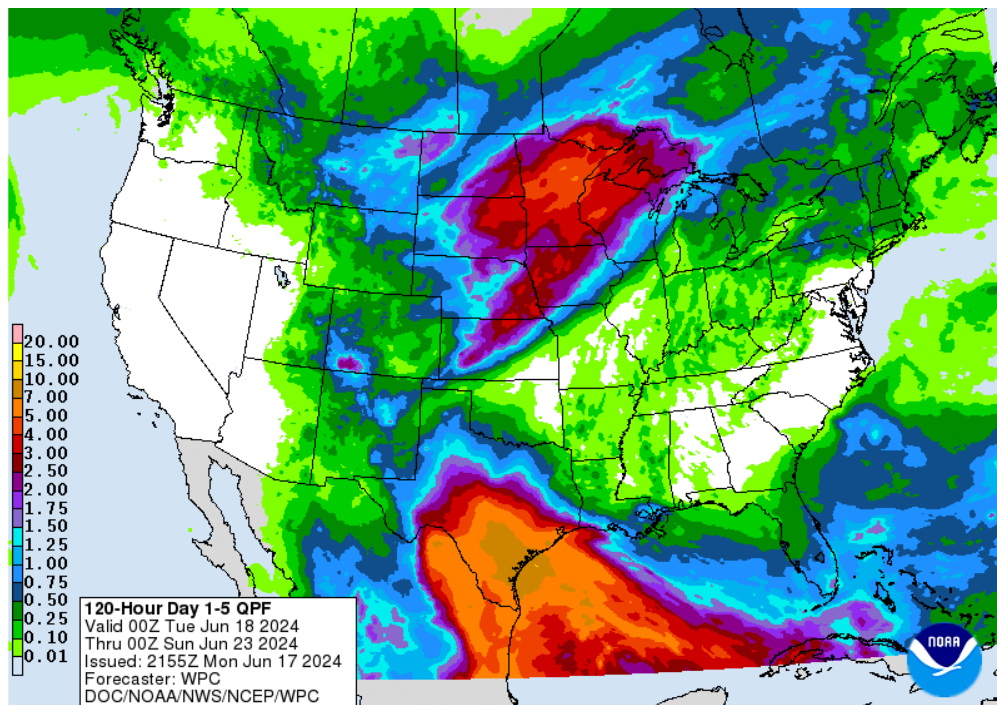 20.00
15.00
10.00
7.00
5.00
4.00
3.00
2.50
2.00
1.75
1.50
1.25
1.00
0.75
0.50
0.25
0.10
0.01
120-Hour Day 1-5 QPF
Valid 00Z Tue Jun 18 2024
Thru 00Z Sun Jun 23 2024
Issued: 2155Z Mon Jun 17 2024
Forecaster: WPC
DOC/NOAA/NWS/NCEP/WPC
NOAA